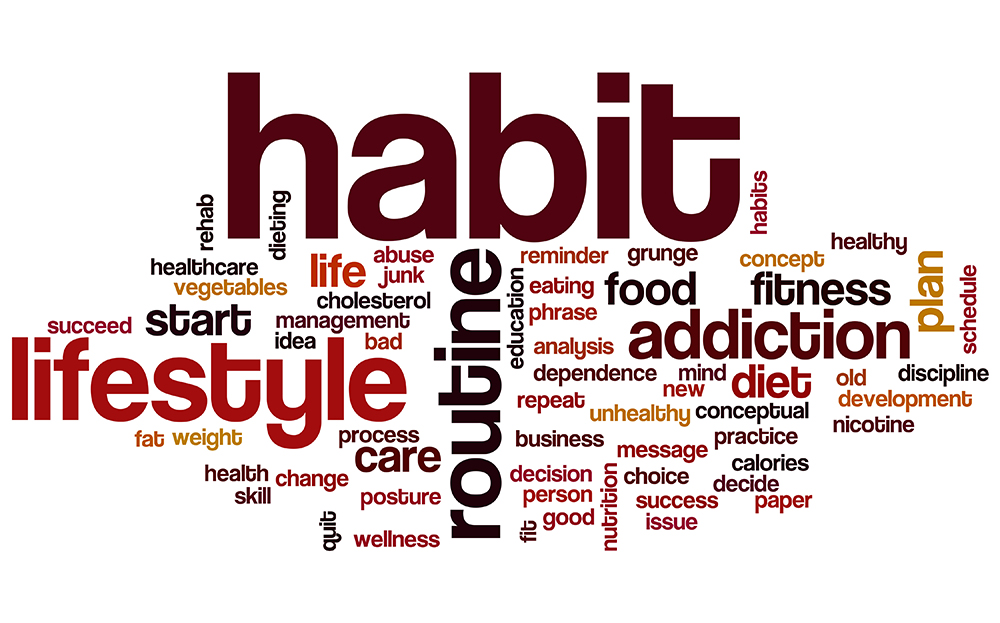 habit
rehab
dieting
habits
healthcare
vegetables
life
abuse
junk
cholesterol
succeed
start
management
idea
bad
lifestyle
routine
education
reminder
grunge
concept
healthy
eating
food
fitness
plan
schedule
phrase
addiction
analysis
dependence
mind
new
diet
old
discipline
development
repeat
unhealthy
conceptual
nicotine
fat
weight
process
care
business
message
practice
health
skill
change
posture
decision
person
nutrition
choice
calories
decide
success
paper
quit
wellness
fit
good
issue